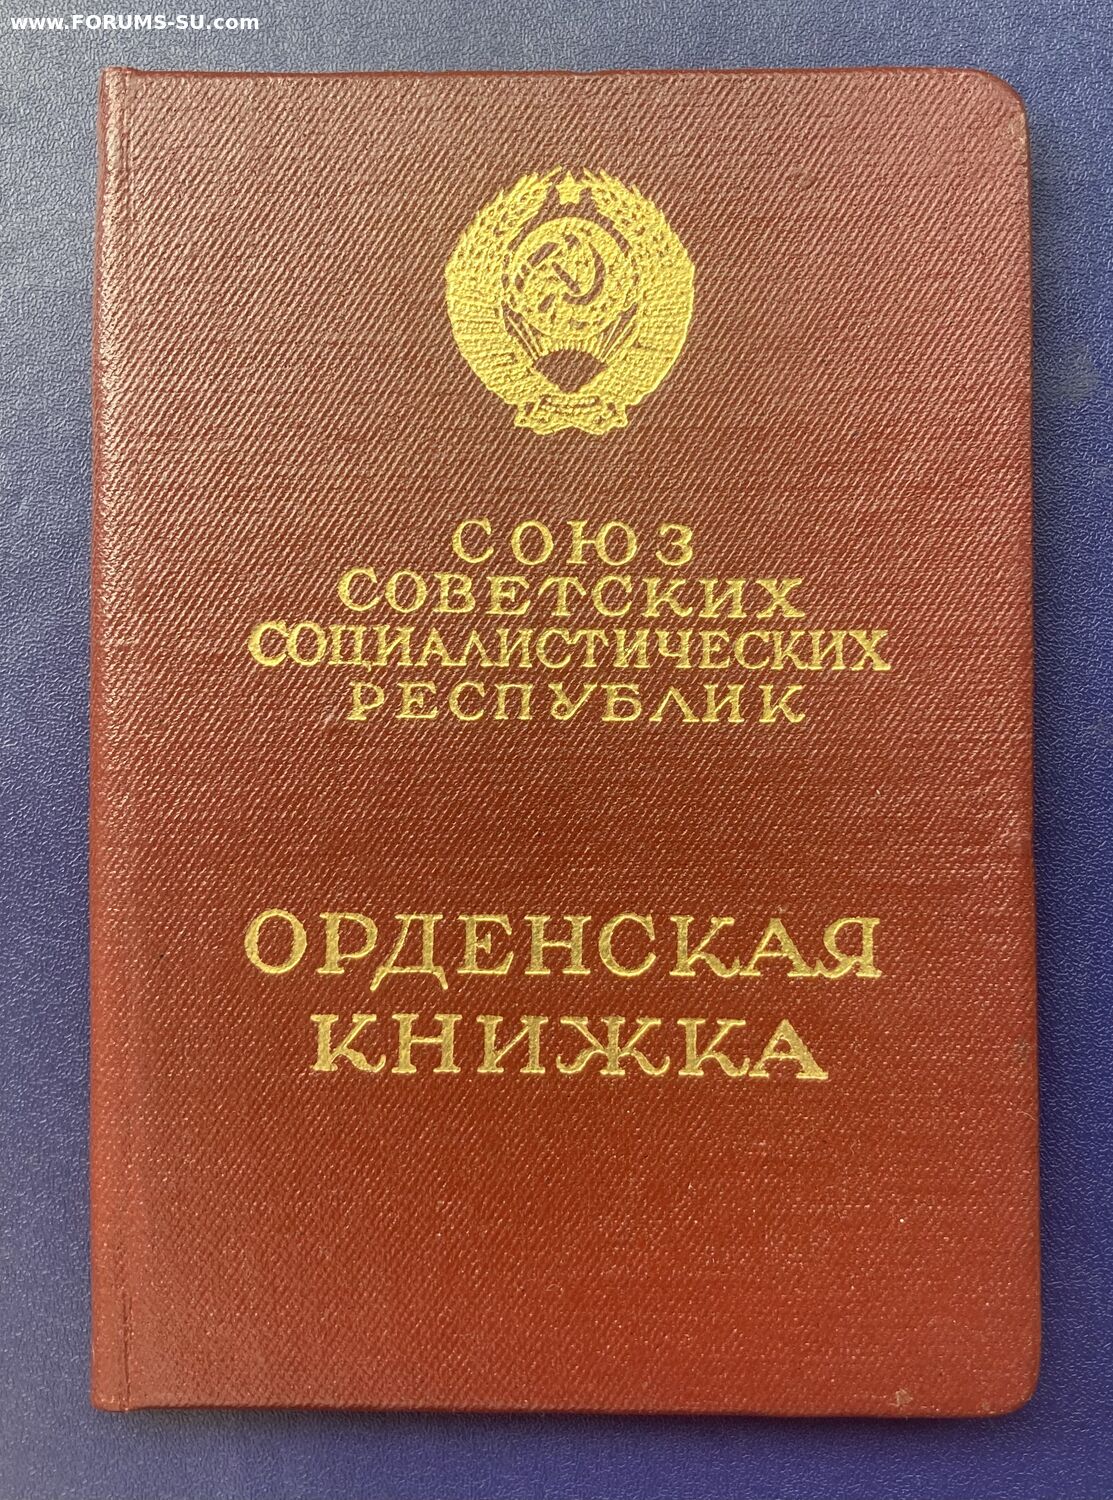 www.FORUMS-SU.com
СОЮЗ
СОВЕТСКИХ
СОЦИАЛИСТИЧЕСКИХ
РЕСПУБЛИК
ОРДЕНСКАЯ
КНИЖКА